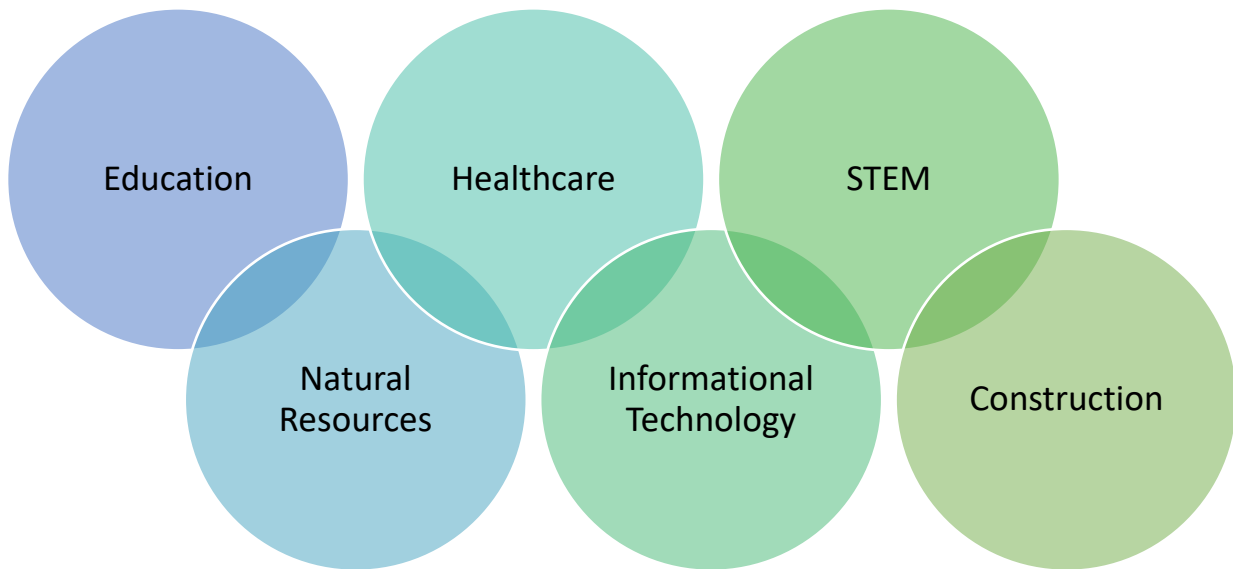 Education
Healthcare
STEM
Natural
Resources
Informational
Technology
Construction